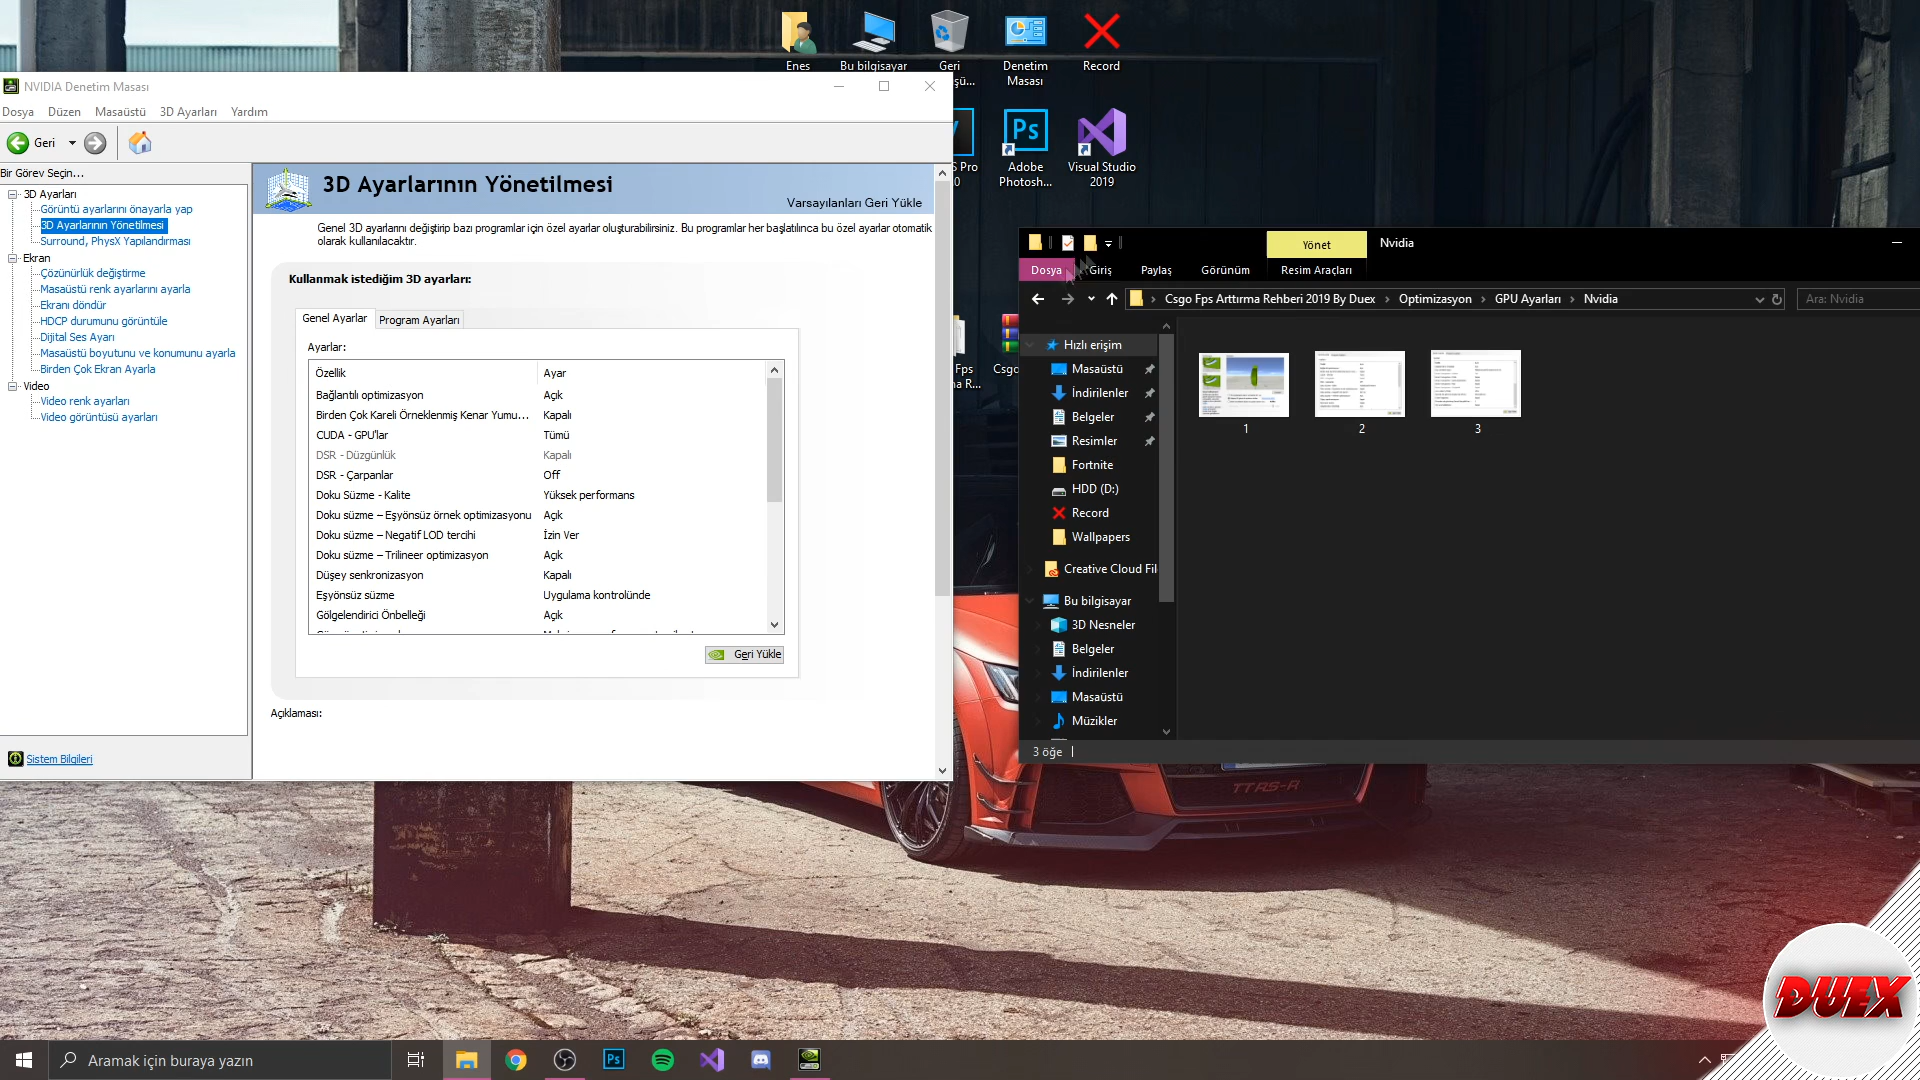 Enes
Bu bilgisayar
Geri
Denetim
Masası
Record
NVIDIA Denetim Masası
Dosya Düzen Masaüstü 3D Ayarları Yardım
Geri
Bir Görev Seçin...
3D Ayarları
Görüntü ayarlarını önayarla yap
3D Ayarlarının Yönetilmesi
Surround, PhysX Yapılandırması
Ekran
Çözünürlük değiştirme
Masaüstü renk ayarlarını ayarla
Ekranı döndür
HDCP durumunu görüntüle
Dijital Ses Ayarı
Masaüstü boyutunu ve konumunu ayarla
Birden Çok Ekran Ayarla
Video
Video renk ayarları
Video görüntüsü ayarları
Sistem Bilgileri
3D Ayarlarının Yönetilmesi
Varsayılanları Geri Yükle
Genel 3D ayarlarını değiştirip bazı programlar için özel ayarlar oluşturabilirsiniz. Bu programlar her başlatılınca bu özel ayarlar otomatik
olarak kullanılacaktır.
Kullanmak istediğim 3D ayarları:
Genel Ayarlar Program Ayarları
Ayarlar:
Özellik Ayar
Bağlantılı optimizasyon Açık
Birden Çok Kareli Örneklenmiş Kenar Yumu... Kapalı
CUDA - GPU'lar Tümü
DSR - Düzgünlük Kapalı
DSR - Çarpanlar Off
Doku Süzme - Kalite Yüksek performans
Doku süzme – Eşyönsüz örnek optimizasyonu Açık
Doku süzme – Negatif LOD tercihi İzin Ver
Doku süzme – Trilineer optimizasyon Açık
Düşey senkronizasyon Kapalı
Eşyönsüz süzme Uygulama kontrolünde
Gölgelendirici Önbelleği Açık
Geri Yükle
Açıklaması:
S Pro
0
Ps
Adobe
Photosh...
Visual Studio
2019
Fps
Csgo
Yönet Nvidia
Dosya Giriş Paylaş Görünüm Resim Araçları
Csgo Fps Arttırma Rehberi 2019 By Duex Optimizasyon GPU Ayarları Nvidia
Ara: Nvidia
Hızlı erişim
Masaüstü
İndirilenler
Belgeler
Resimler
Fortnite
HDD (D:)
Record
Wallpapers
Creative Cloud Fil
Bu bilgisayar
3D Nesneler
Belgeler
İndirilenler
Masaüstü
Müzikler
1 2 3
3 öğe
TTRS-R
DUEX
Aramak için buraya yazın
Ps